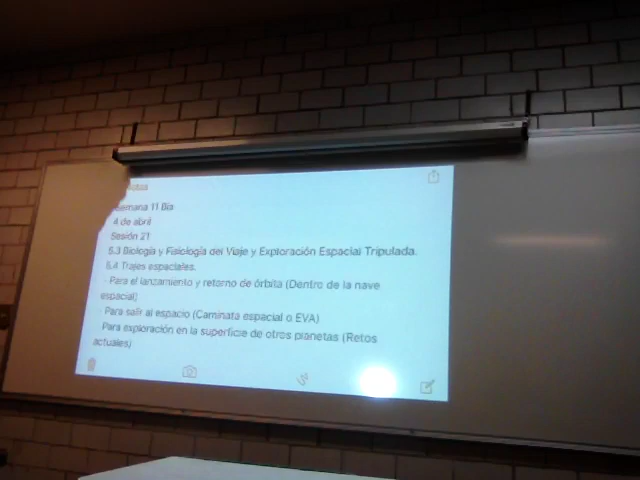 Semana 11 Bia
4 de abril
Sesión 21
5.3 Biología y Fisiología del Viaje y Exploración Espacial Tripulada.
5.4 Trajes espaciales.
- Para el lanzamiento y retorno de órbita (Dentro de la nave
espacial)
- Para salir al espacio (Caminata espacial o EVA)
Para exploración en la superficie de otros planetas (Retos
actuales)